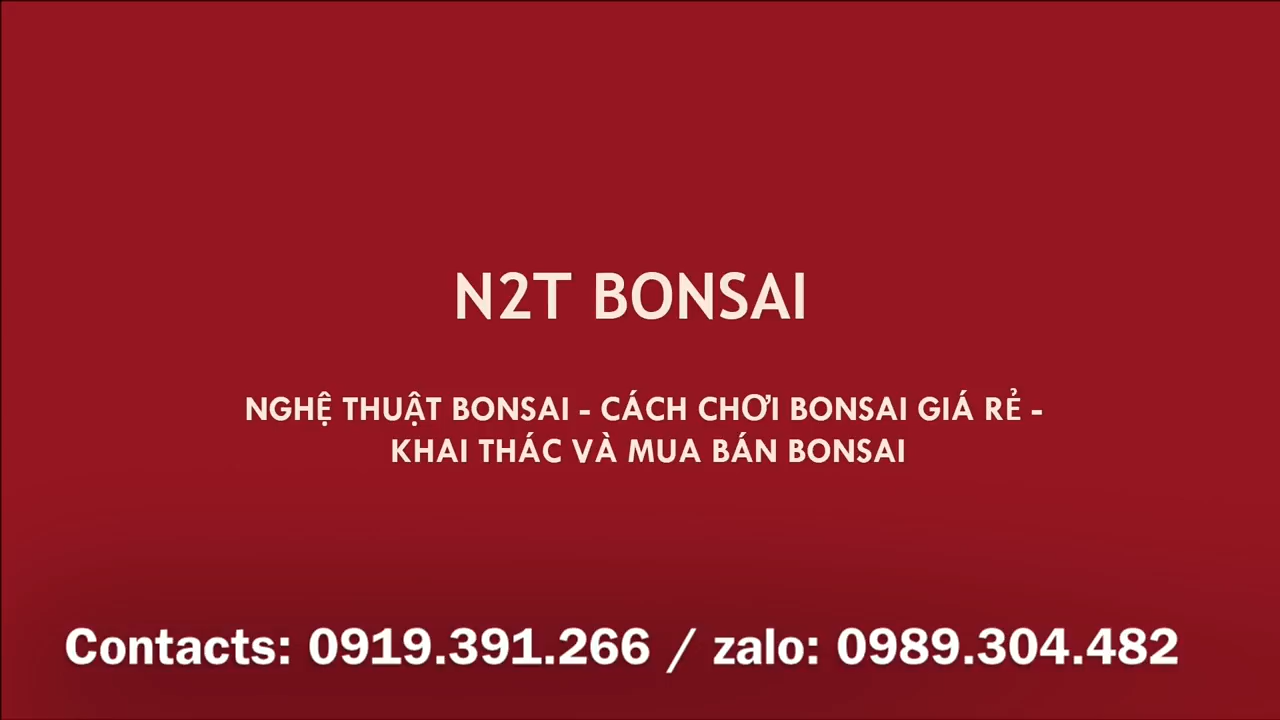 N2T BONSAI
NGHỆ THUẬT BONSAI - CÁCH CHƠI BONSAI GIÁ RẺ -
KHAI THÁC VÀ MUA BÁN BONSAI
Contacts: 0919.391.266 / zalo: 0989.304.482